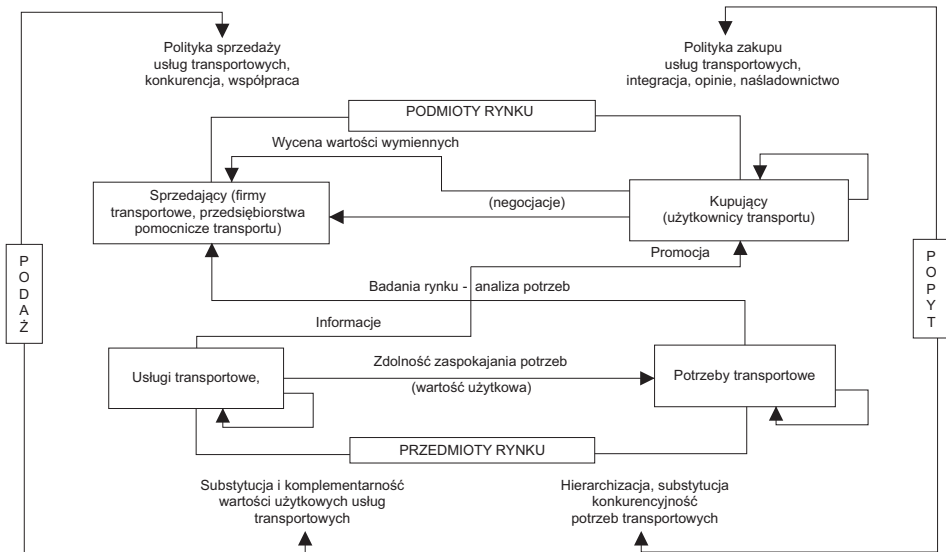 Polityka sprzedaży
usług transportowych,
konkurencja, współpraca
Polityka zakupu
usług transportowych,
integracja, opinie, naśladownictwo
PODMIOTY RYNKU
Wycena wartości wymiennych
Sprzedający (firmy
transportowe, przedsiębiorstwa
pomocnicze transportu)
(negocjacje)
Kupujący
(użytkownicy transportu)
Promocja
PODAŻ
POPYT
Badania rynku - analiza potrzeb
Informacje
Usługi transportowe,
Zdolność zaspokajania potrzeb
(wartość użytkowa)
Potrzeby transportowe
PRZEDMIOTY RYNKU
Substytucja i komplementarność
wartości użytkowych usług
transportowych
Hierarchizacja, substytucja
konkurencyjność
potrzeb transportowych